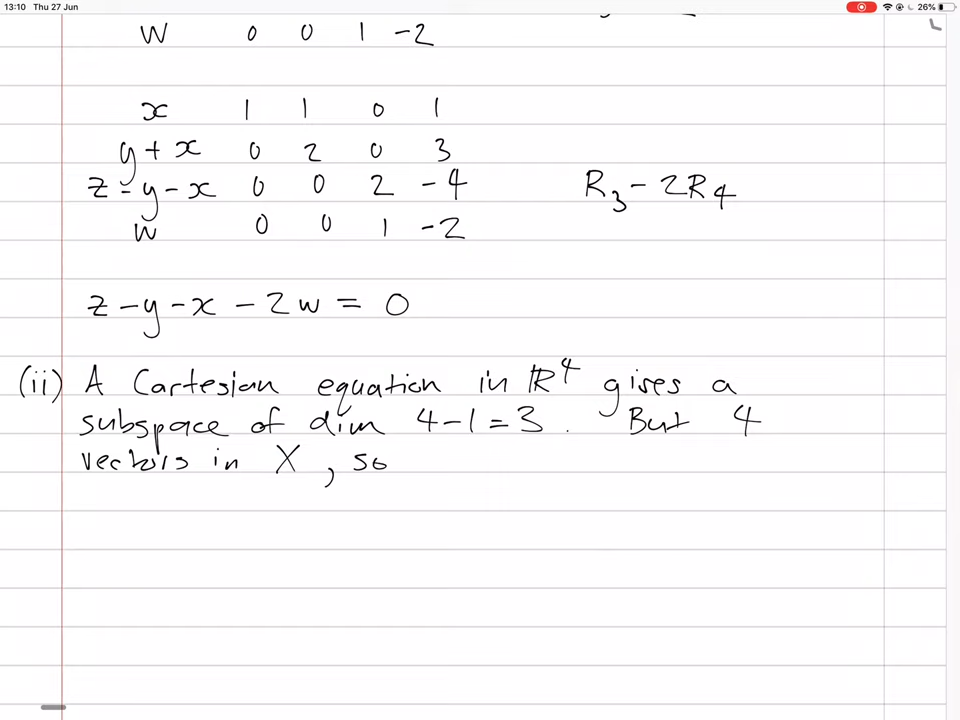 13:10 Thu 27 Jun
26%
w 0 0 1 -2
x 1 1 0 1
y + x 0 2 0 3
z - y - x 0 0 2 -4 R3 - 2R4
w 0 0 1 -2
z - y - x - 2w = 0
(ii) A Cartesian equation in ℝ⁴ gives a
subspace of dim 4-1=3. But 4
vectors in X, so